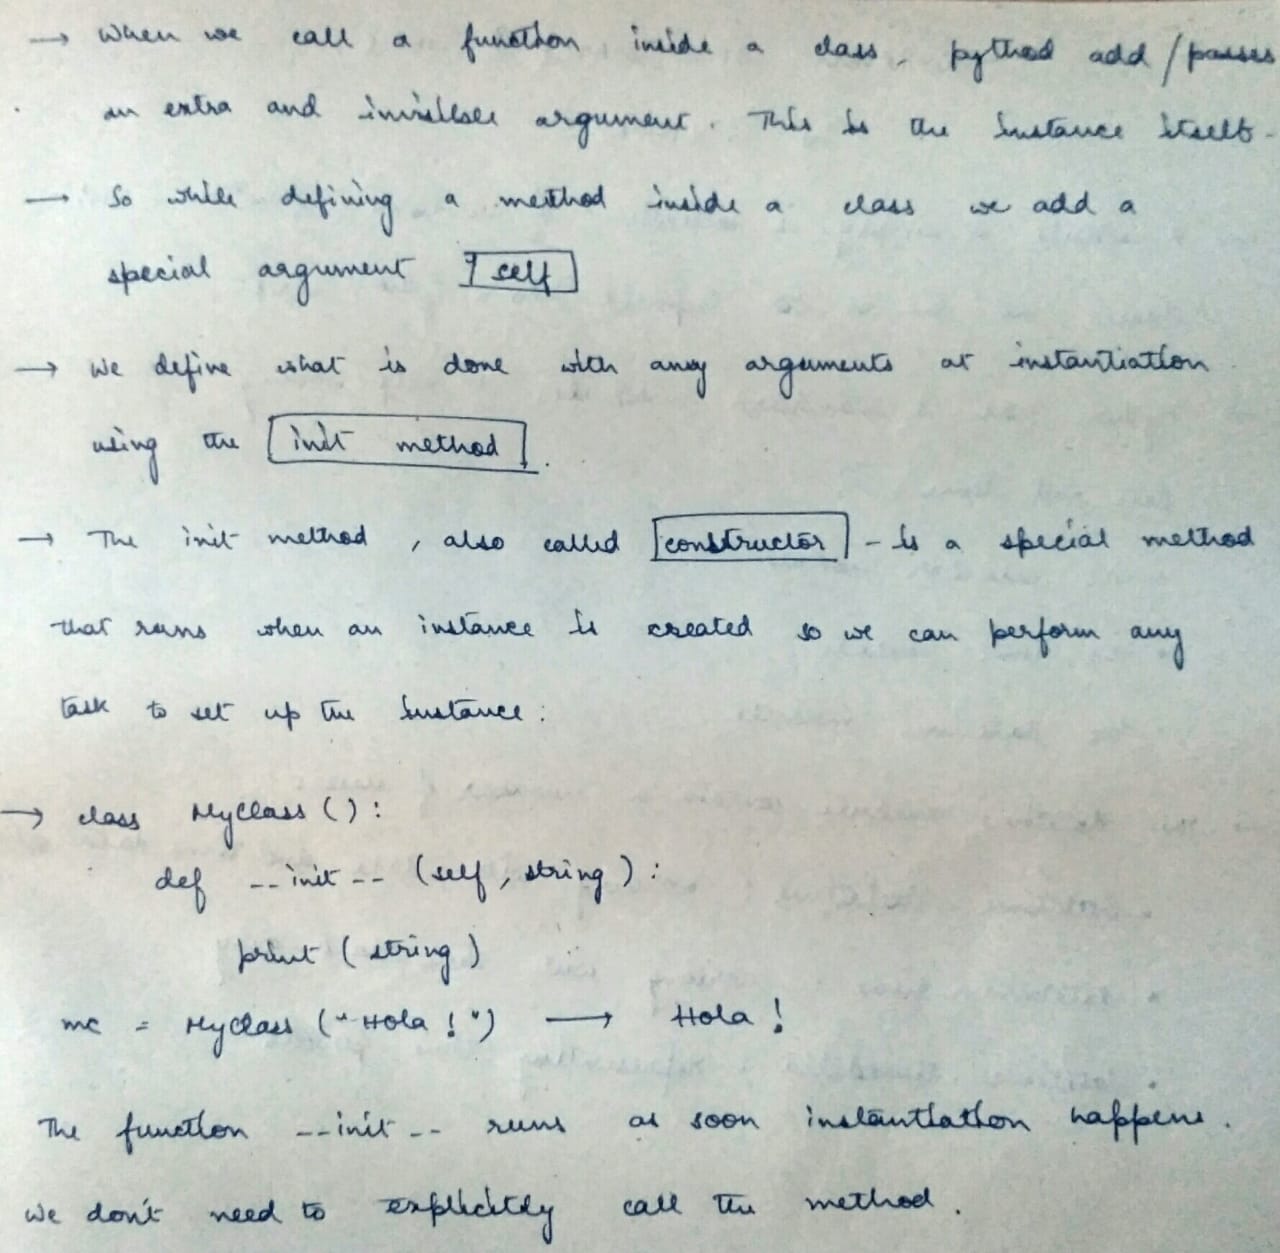 → When we call a function inside a class, python add / passes
an extra and invisible argument. This is the instance itself.
→ So while defining a method inside a class we add a
special argument self
→ We define what is done with any arguments at instantiation
using the init method.
→ The init method, also called constructor - is a special method
that runs when an instance is created so we can perform any
task to set up the instance:
→ class MyClass ():
def __init__ (self, string):
print (string)
mc = MyClass ("Hola!") → Hola!
The function __init__ runs as soon instantiation happens.
We don't need to explicitly call the method.